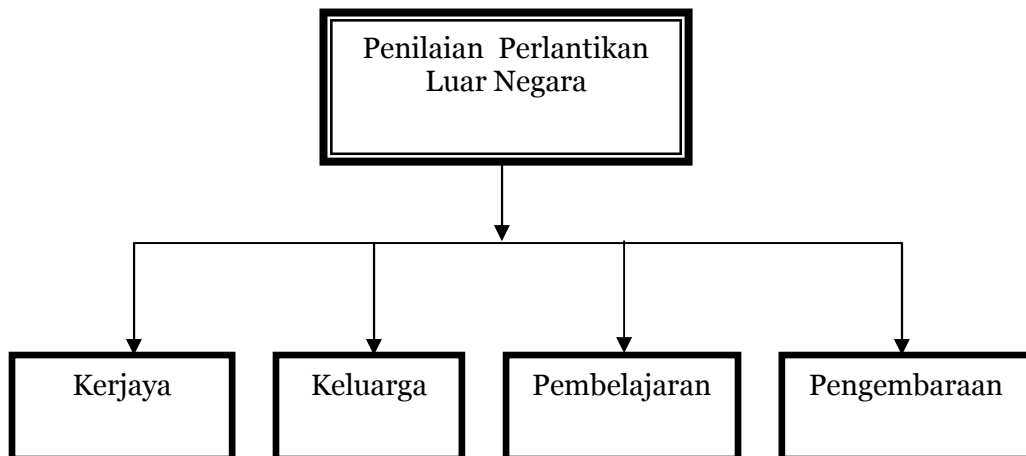 Penilaian  Perlantikan
Luar Negara
Kerjaya
Keluarga
Pembelajaran
Pengembaraan